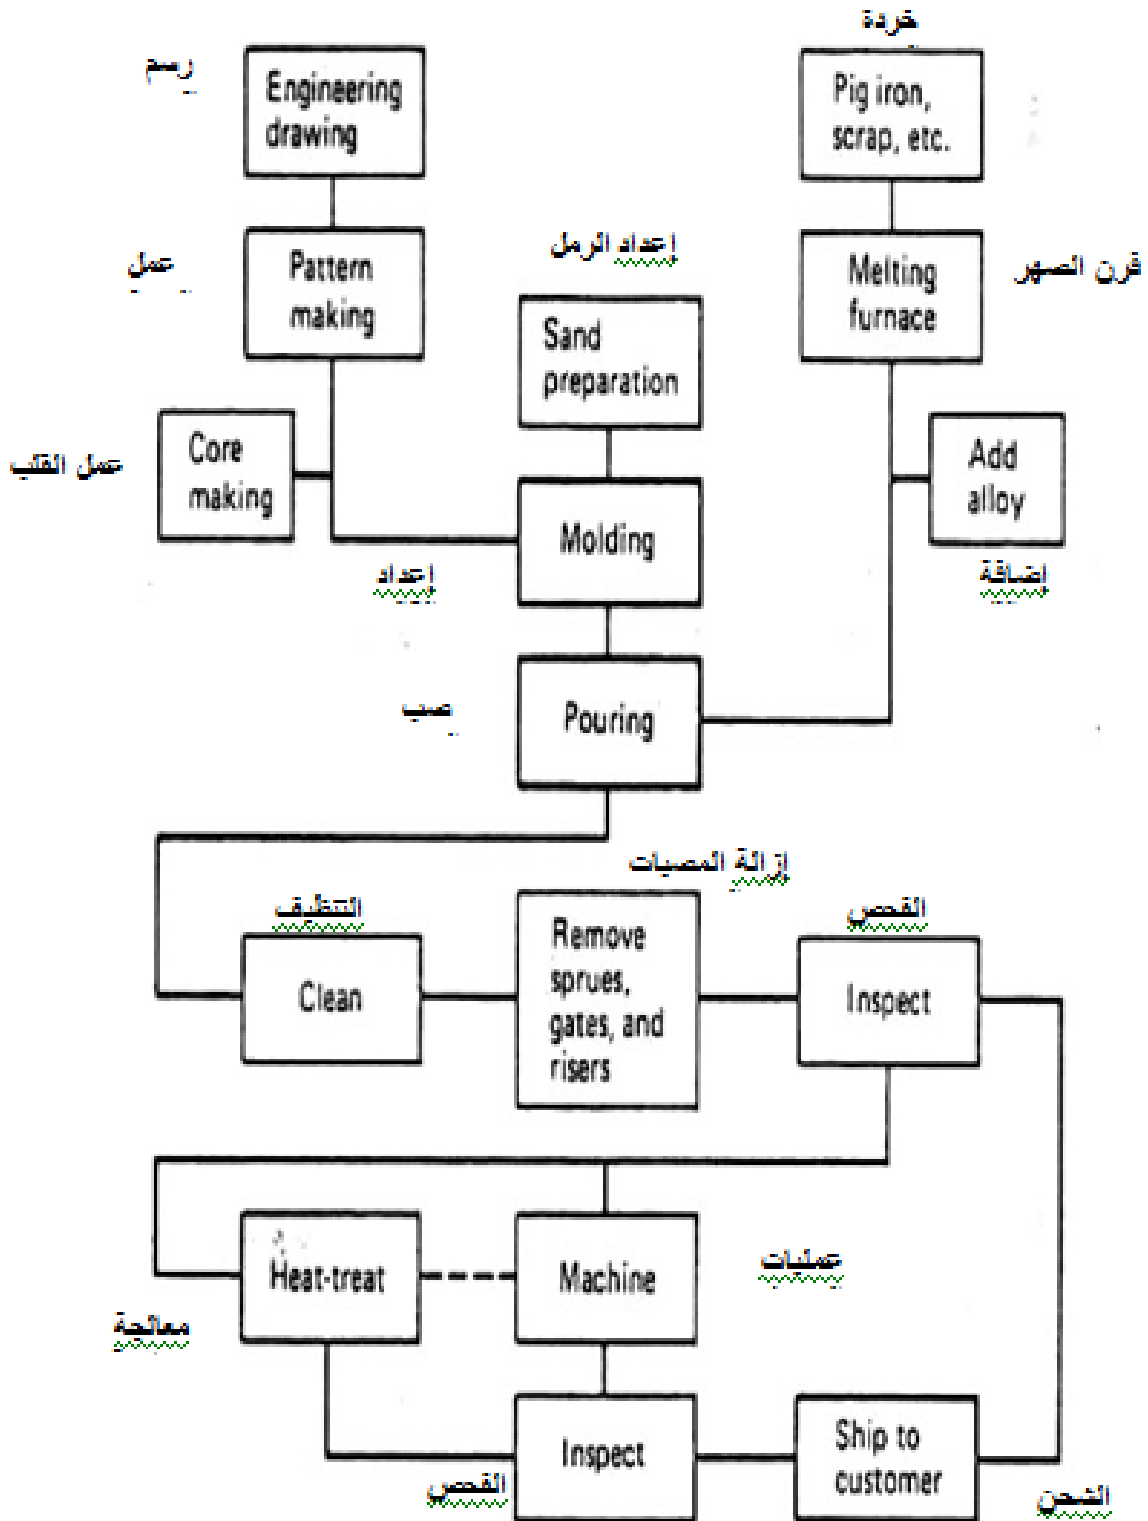 خردة
رسم
Engineering
drawing
Pig iron,
scrap, etc.
إعداد الرمل
عمل
Pattern
making
Melting
furnace
فرن الصهر
Sand
preparation
عمل القلب
Core
making
Add
alloy
Molding
إعداد
إضافة
صب
Pouring
إزالة المصبات
التنظيف
الفحص
Clean
Remove
sprues,
gates, and
risers
Inspect
Heat-treat
Machine
عمليات
معالجة
Inspect
Ship to
customer
الفحص
الشحن